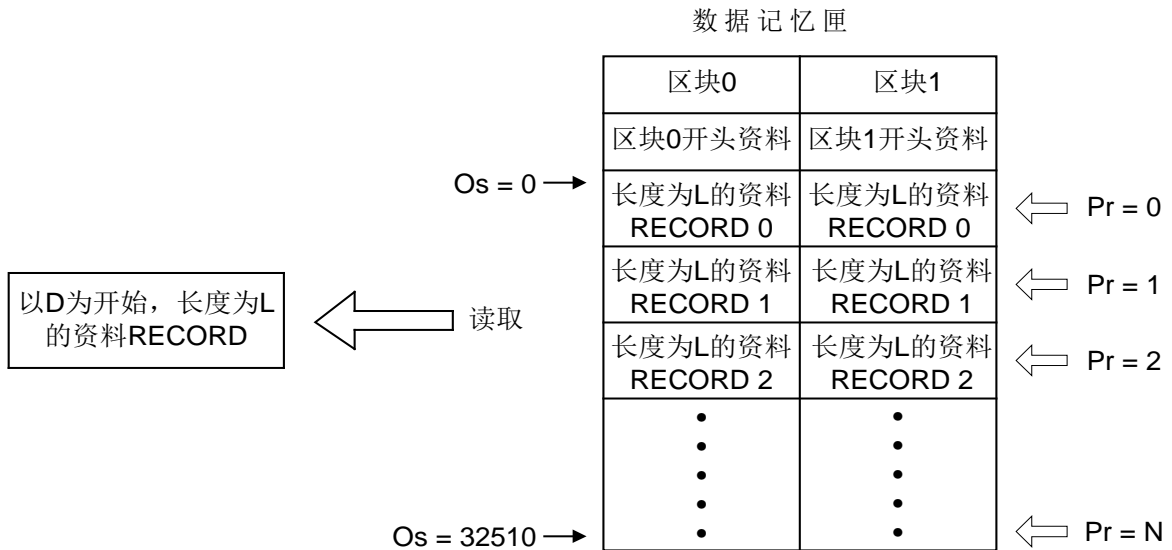 数据记忆匣
区块0 区块1
区块0开头资料 区块1开头资料
Os = 0
长度为L的资料 长度为L的资料
RECORD 0 RECORD 0
Pr = 0
长度为L的资料 长度为L的资料
RECORD 1 RECORD 1
Pr = 1
以D为开始，长度为L
的资料RECORD
读取
长度为L的资料 长度为L的资料
RECORD 2 RECORD 2
Pr = 2
Os = 32510
Pr = N